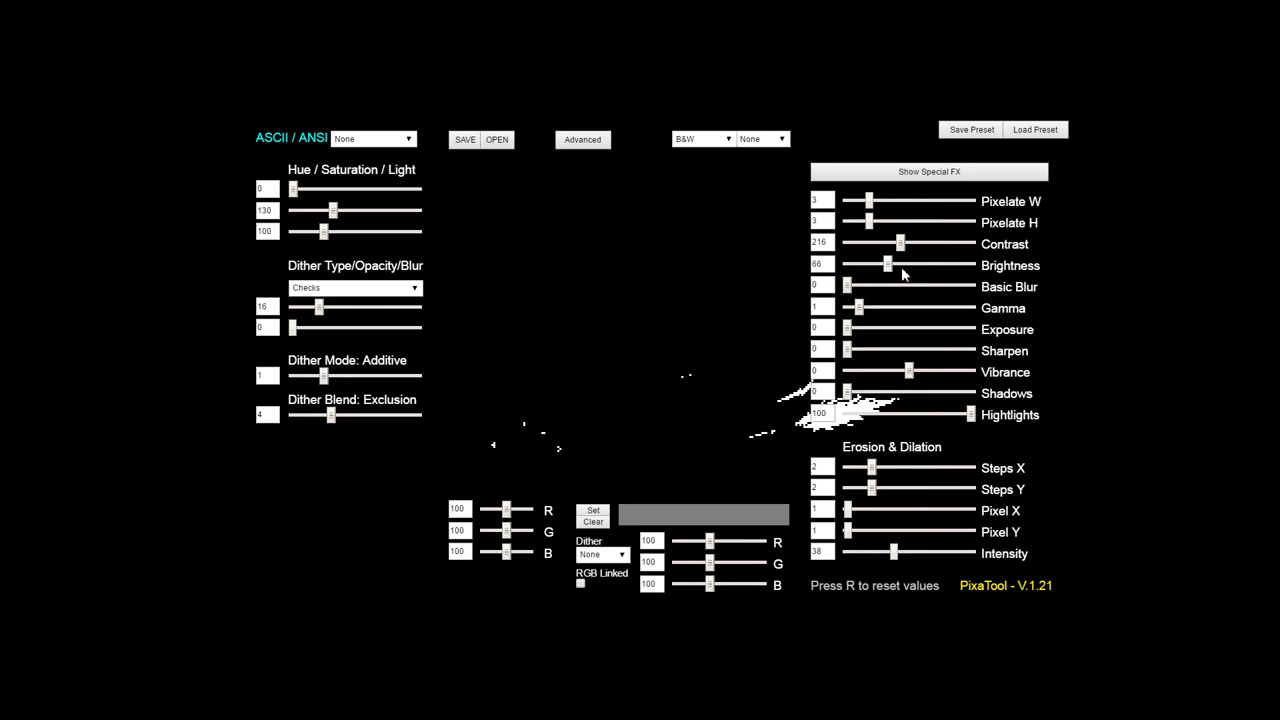 ASCII / ANSI None SAVE OPEN Advanced B&W None Save Preset Load Preset
Hue / Saturation / Light
0
130
100
Dither Type/Opacity/Blur
Checks
16
0
Dither Mode: Additive
1
Dither Blend: Exclusion
4
100 R
100 G
100 B
Set
Clear
Dither
None
RGB Linked
100 R
100 G
100 B
Show Special FX
3 Pixelate W
3 Pixelate H
216 Contrast
66 Brightness
0 Basic Blur
1 Gamma
0 Exposure
0 Sharpen
0 Vibrance
0 Shadows
100 Hightlights
Erosion & Dilation
2 Steps X
2 Steps Y
1 Pixel X
1 Pixel Y
38 Intensity
Press R to reset values PixaTool - V.1.21